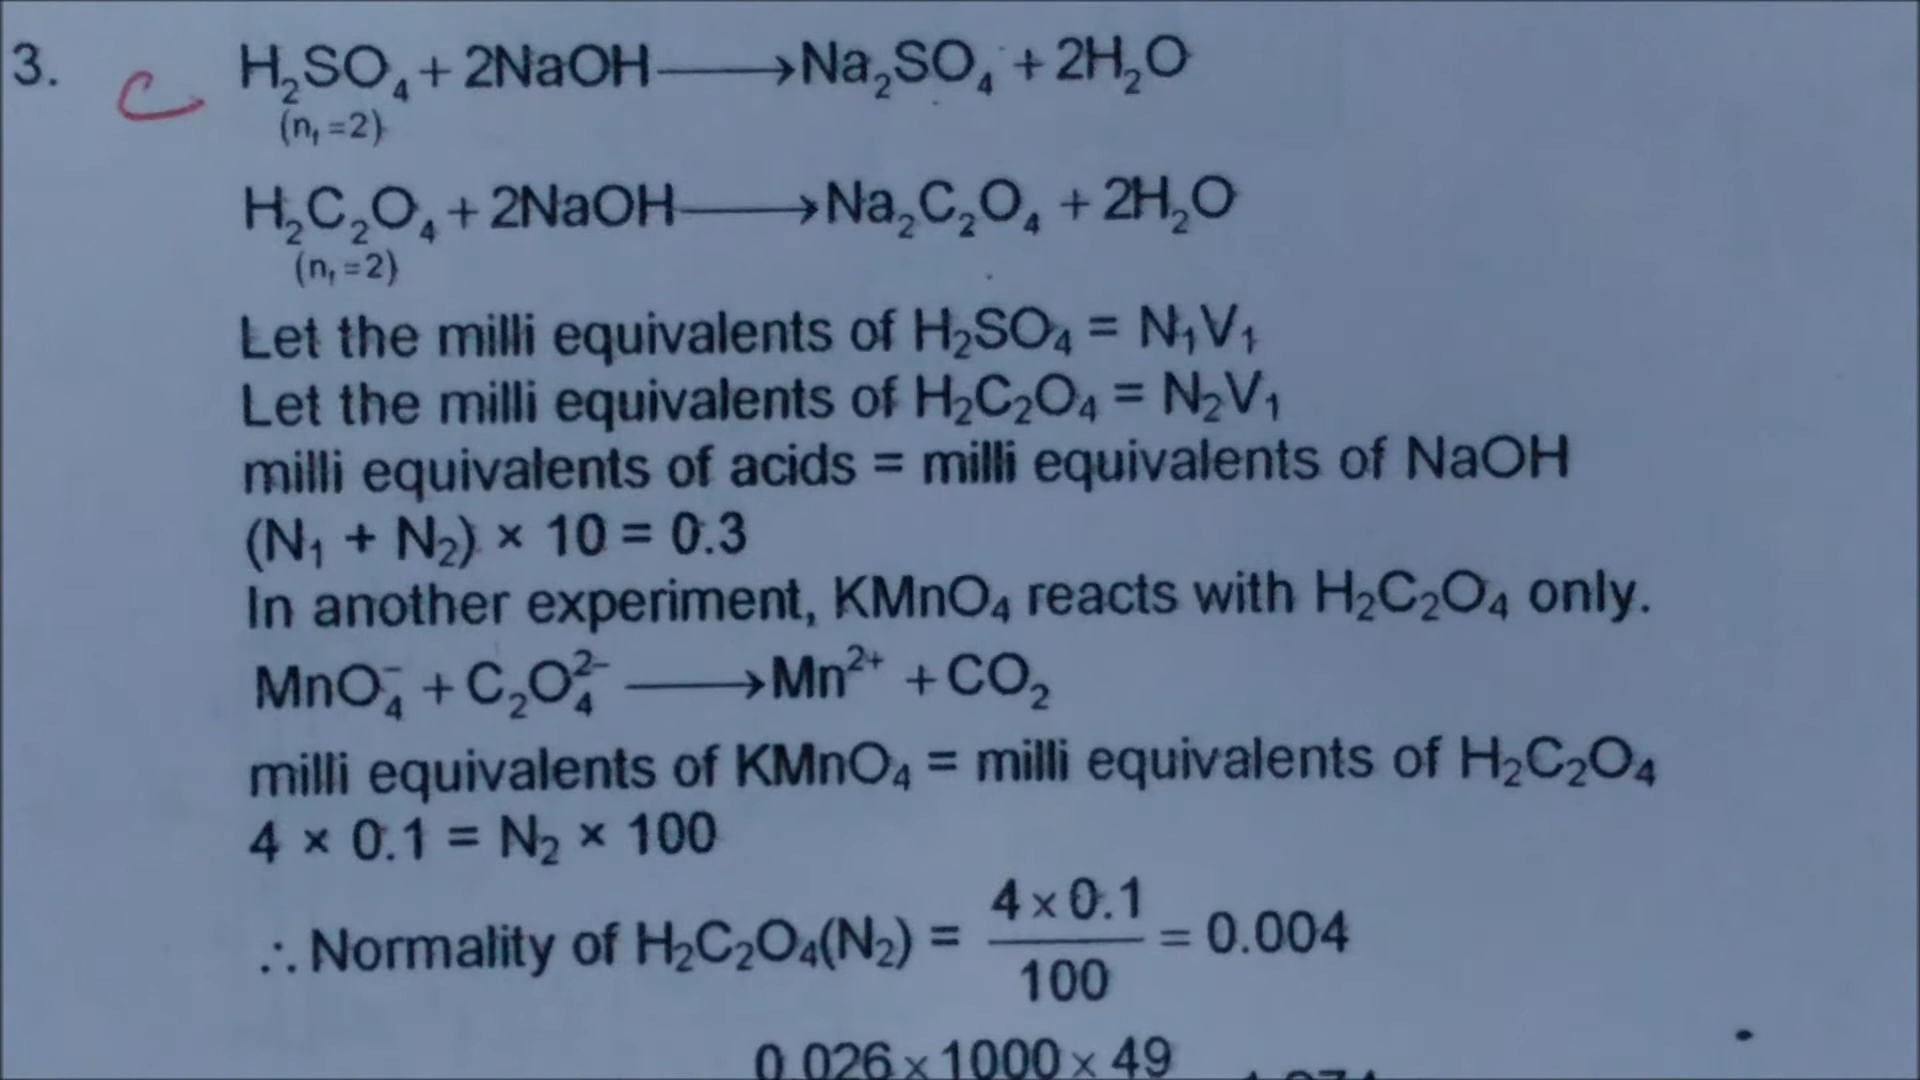 3. C H₂SO₄ + 2NaOH ⟶ Na₂SO₄ + 2H₂O
(n₁ =2)
H₂C₂O₄ + 2NaOH ⟶ Na₂C₂O₄ + 2H₂O
(n₁ =2)
Let the milli equivalents of H₂SO₄ = N₁V₁
Let the milli equivalents of H₂C₂O₄ = N₂V₁
milli equivalents of acids = milli equivalents of NaOH
(N₁ + N₂) × 10 = 0.3
In another experiment, KMnO₄ reacts with H₂C₂O₄ only.
MnO₄⁻ + C₂O₄²⁻ ⟶ Mn²⁺ + CO₂
milli equivalents of KMnO₄ = milli equivalents of H₂C₂O₄
4 × 0.1 = N₂ × 100
∴ Normality of H₂C₂O₄(N₂) = 4 × 0.1 / 100 = 0.004
0.026 × 1000 × 49